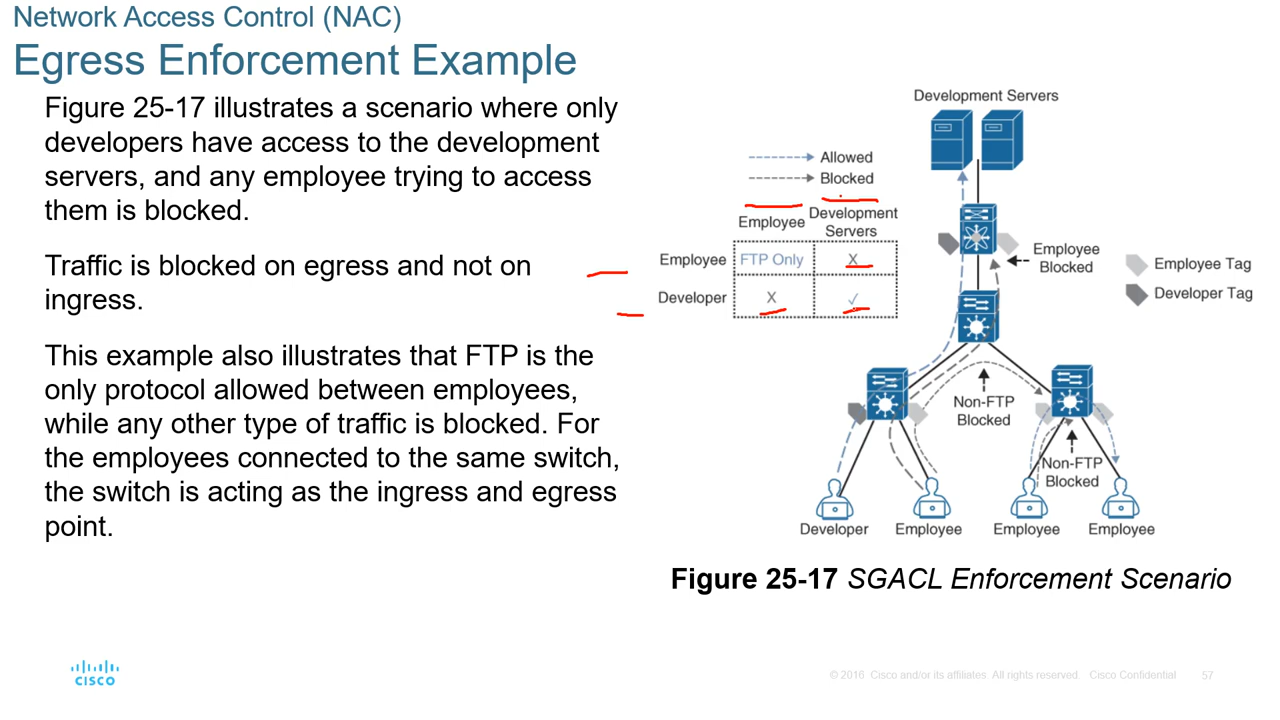 Network Access Control (NAC)
Egress Enforcement Example
Figure 25-17 illustrates a scenario where only
developers have access to the development
servers, and any employee trying to access
them is blocked.
Traffic is blocked on egress and not on
ingress.
This example also illustrates that FTP is the
only protocol allowed between employees,
while any other type of traffic is blocked. For
the employees connected to the same switch,
the switch is acting as the ingress and egress
point.
Development Servers
Allowed
Blocked
Employee
Development
Servers
Employee
FTP Only
X
Developer
X
✓
Employee
Blocked
Employee Tag
Developer Tag
Non-FTP
Blocked
Non-FTP
Blocked
Developer
Employee
Employee
Employee
Figure 25-17 SGACL Enforcement Scenario
CISCO
© 2016 Cisco and/or its affiliates. All rights reserved. Cisco Confidential
57